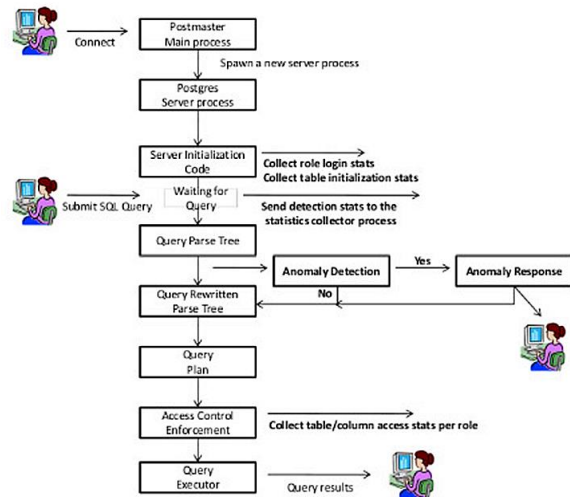 Postmaster
Main process
Connect
Spawn a new server process
Postgres
Server process
Server Initialization
Code
Collect role login stats
Collect table initialization stats
Waiting for
Query
Submit SQL Query
Send detection stats to the
statistics collector process
Query Parse Tree
Anomaly Detection
Yes
Anomaly Response
No
Query Rewritten
Parse Tree
Query
Plan
Access Control
Enforcement
Collect table/column access stats per role
Query
Executor
Query results